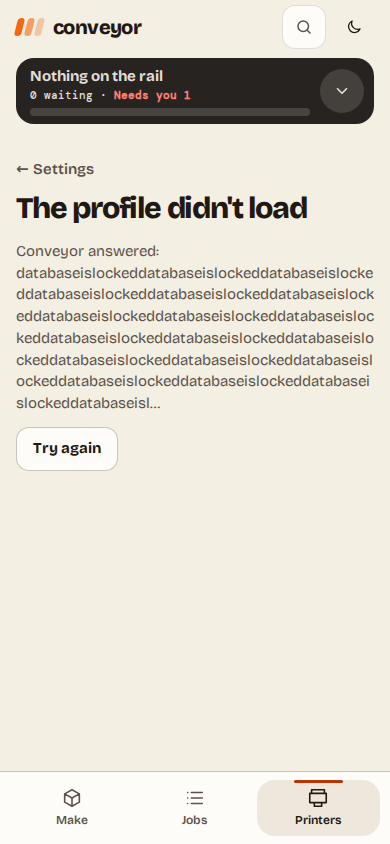 conveyor
Nothing on the rail
0 waiting · Needs you 1
← Settings
The profile didn't load
Conveyor answered:
databaseislockeddatabaseislockeddatabaseislocke
ddatabaseislockeddatabaseislockeddatabaseislock
eddatabaseislockeddatabaseislockeddatabaseisloc
keddatabaseislockeddatabaseislockeddatabaseislo
ckeddatabaseislockeddatabaseislockeddatabaseisl
ockeddatabaseislockeddatabaseislockeddatabasei
slockeddatabaseisl...
Try again
Make
Jobs
Printers